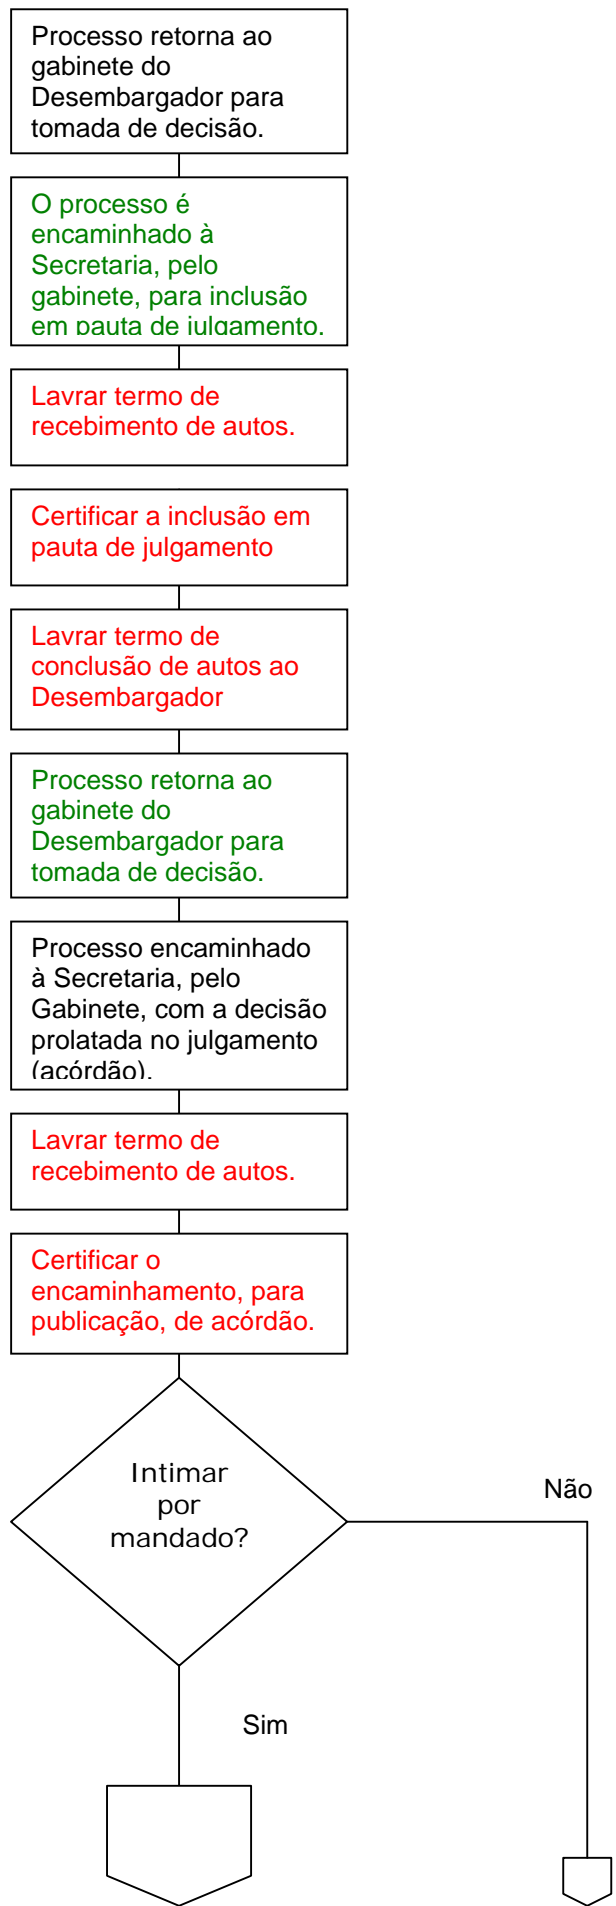 Processo retorna ao
gabinete do
Desembargador para
tomada de decisão.
O processo é
encaminhado à
Secretaria, pelo
gabinete, para inclusão
em pauta de julgamento.
Lavrar termo de
recebimento de autos.
Certificar a inclusão em
pauta de julgamento
Lavrar termo de
conclusão de autos ao
Desembargador
Processo retorna ao
gabinete do
Desembargador para
tomada de decisão.
Processo encaminhado
à Secretaria, pelo
Gabinete, com a decisão
prolatada no julgamento
(acórdão).
Lavrar termo de
recebimento de autos.
Certificar o
encaminhamento, para
publicação, de acórdão.
Intimar
por
mandado?
Não
Sim